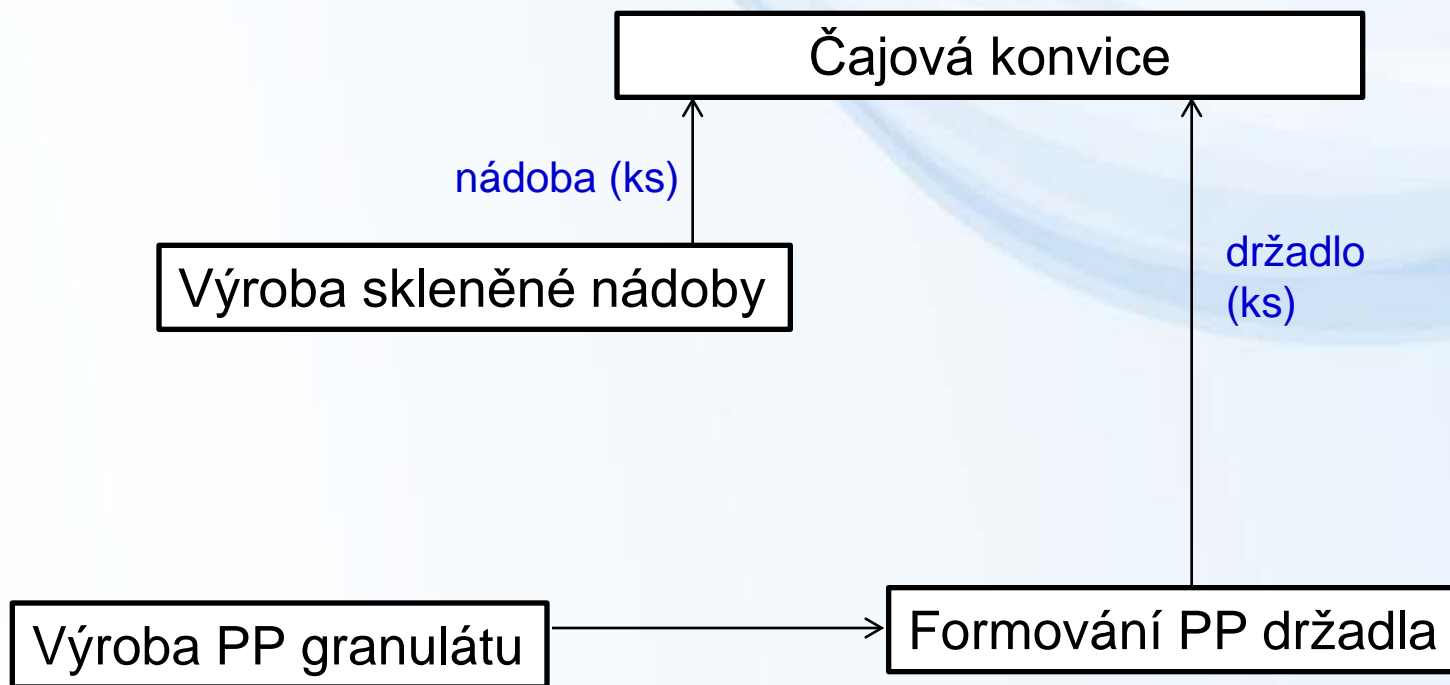 Čajová konvice
nádoba (ks)
Výroba skleněné nádoby
držadlo
(ks)
Výroba PP granulátu
Formování PP držadla